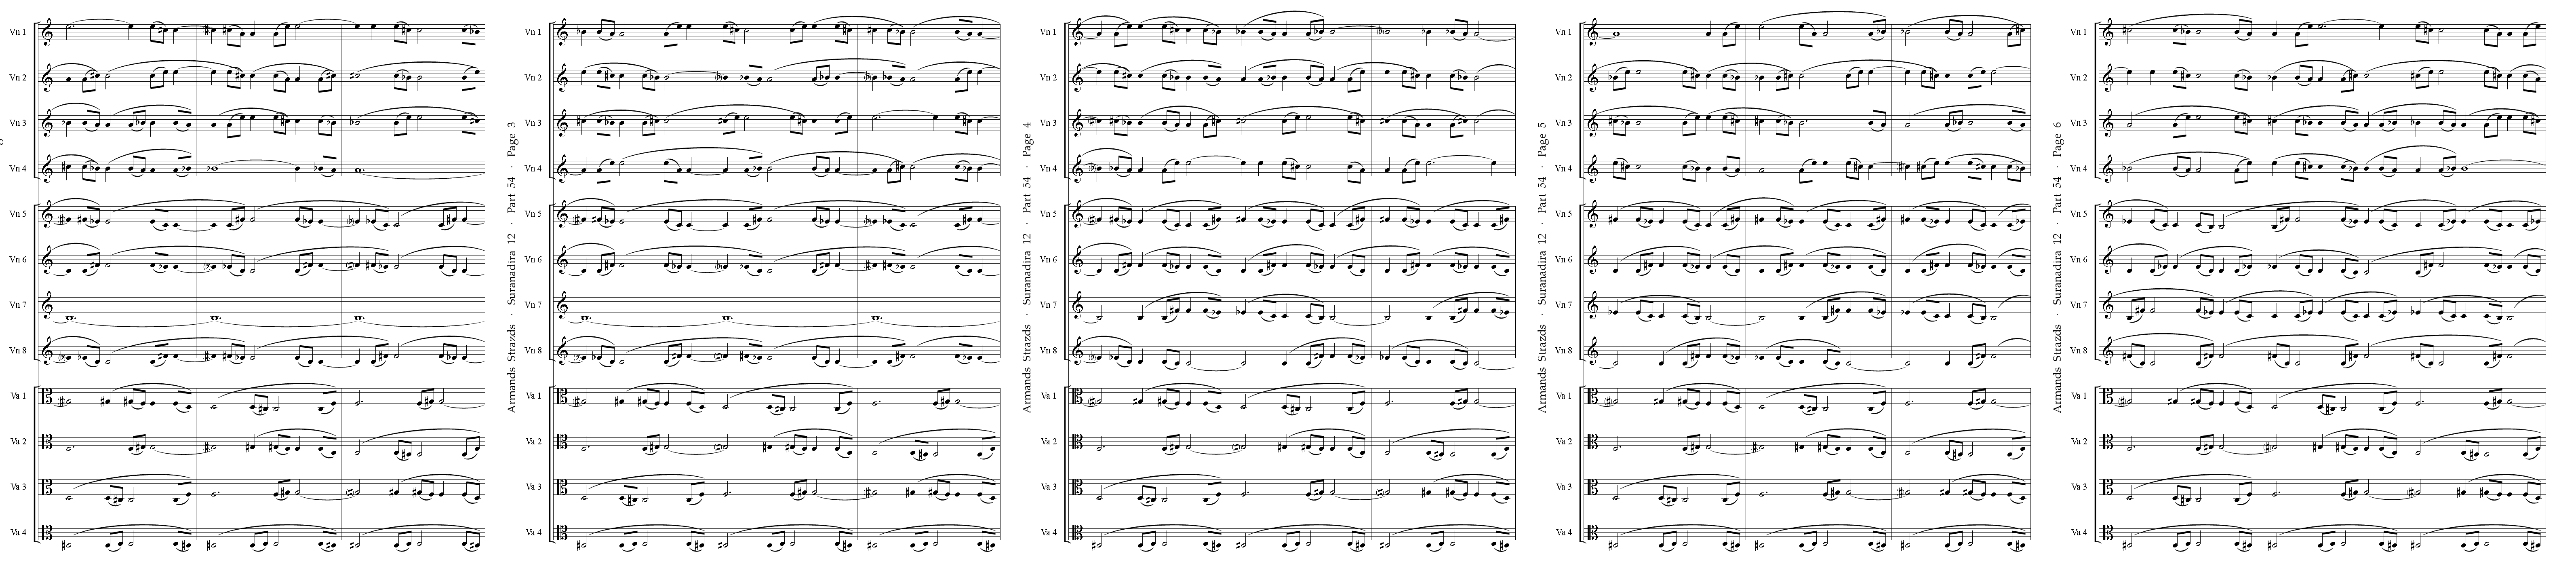 Vn 1
Vn 2
Vn 3
Vn 4
Vn 5
Vn 6
Vn 7
Vn 8
Va 1
Va 2
Va 3
Va 4
Armands Strazds · Suranadira 12 · Part 54 · Page 3
Vn 1
Vn 2
Vn 3
Vn 4
Vn 5
Vn 6
Vn 7
Vn 8
Va 1
Va 2
Va 3
Va 4
Armands Strazds · Suranadira 12 · Part 54 · Page 4
Vn 1
Vn 2
Vn 3
Vn 4
Vn 5
Vn 6
Vn 7
Vn 8
Va 1
Va 2
Va 3
Va 4
Armands Strazds · Suranadira 12 · Part 54 · Page 5
Vn 1
Vn 2
Vn 3
Vn 4
Vn 5
Vn 6
Vn 7
Vn 8
Va 1
Va 2
Va 3
Va 4
Armands Strazds · Suranadira 12 · Part 54 · Page 6
Vn 1
Vn 2
Vn 3
Vn 4
Vn 5
Vn 6
Vn 7
Vn 8
Va 1
Va 2
Va 3
Va 4